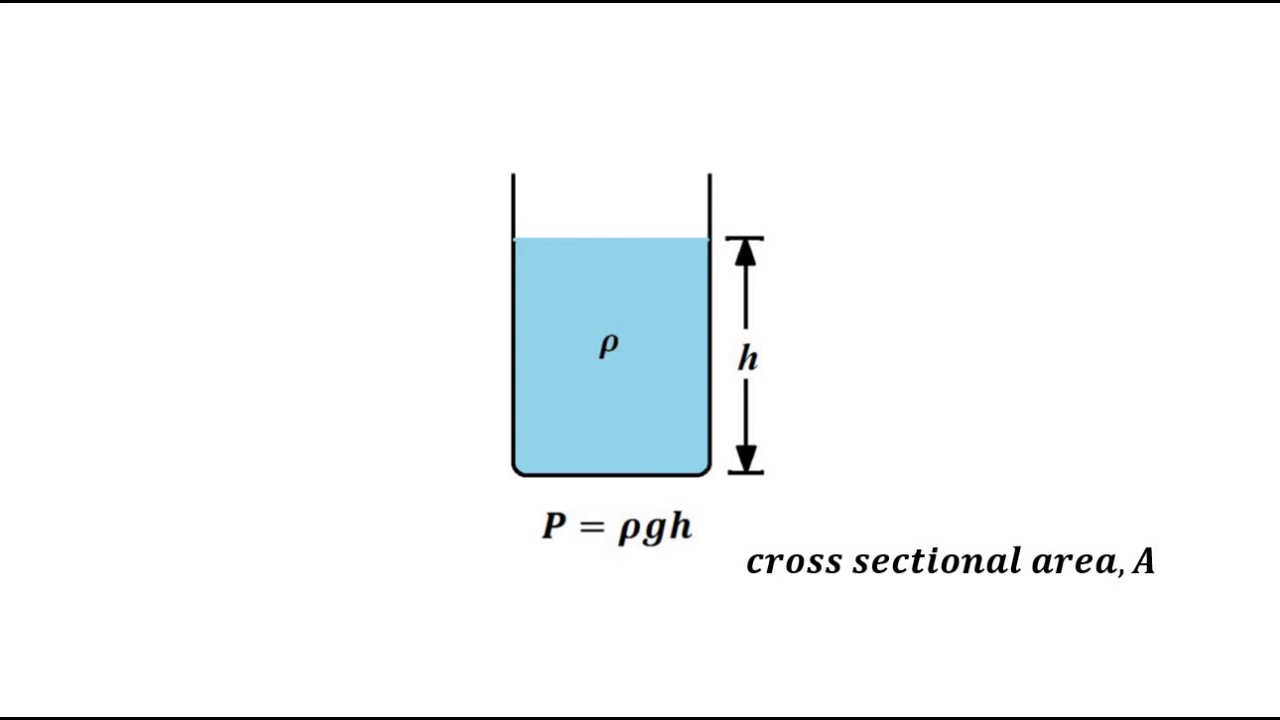 ρ
h
P = ρgh
cross sectional area, A